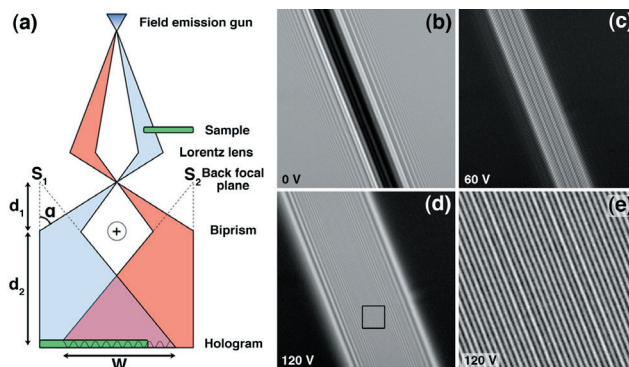 (a)
Field emission gun
Sample
Lorentz lens
S1
S2
Back focal
plane
d1
α
Biprism
+
d2
Hologram
W
(b)
0 V
(c)
60 V
(d)
120 V
(e)
120 V